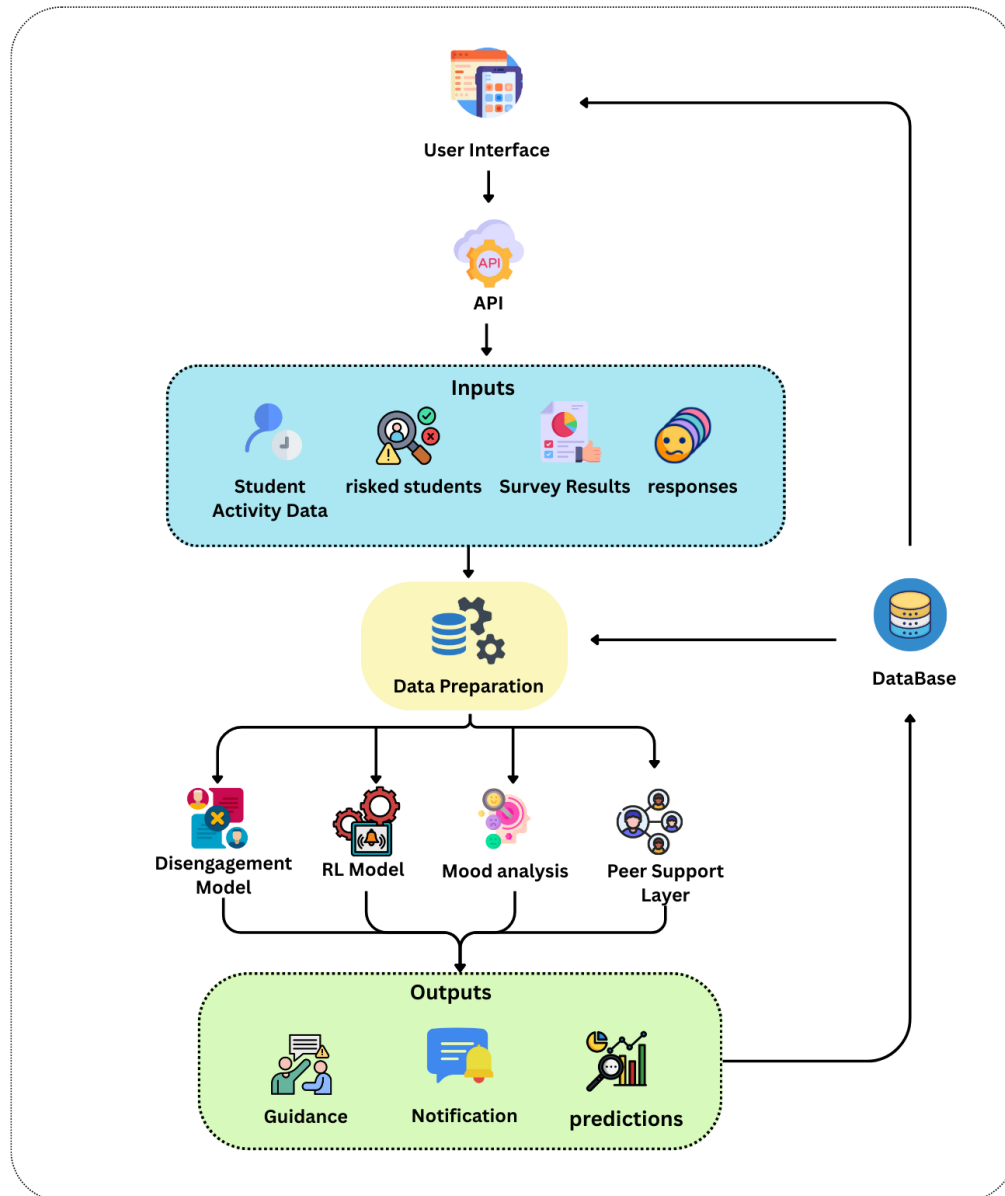 User Interface
API
API
Inputs
Student
Activity Data
risked students
Survey Results
responses
Data Preparation
DataBase
Disengagement
Model
RL Model
Mood analysis
Peer Support
Layer
Outputs
Guidance
Notification
predictions